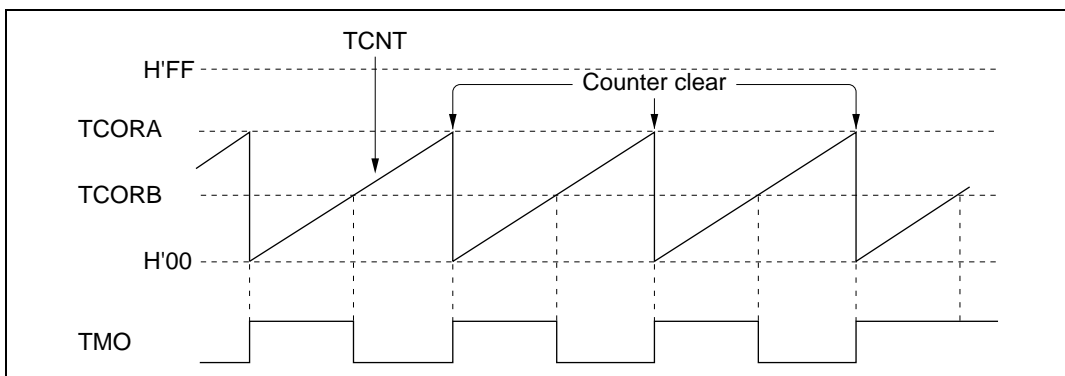 TCNT
H'FF
Counter clear
TCORA
TCORB
H'00
TMO